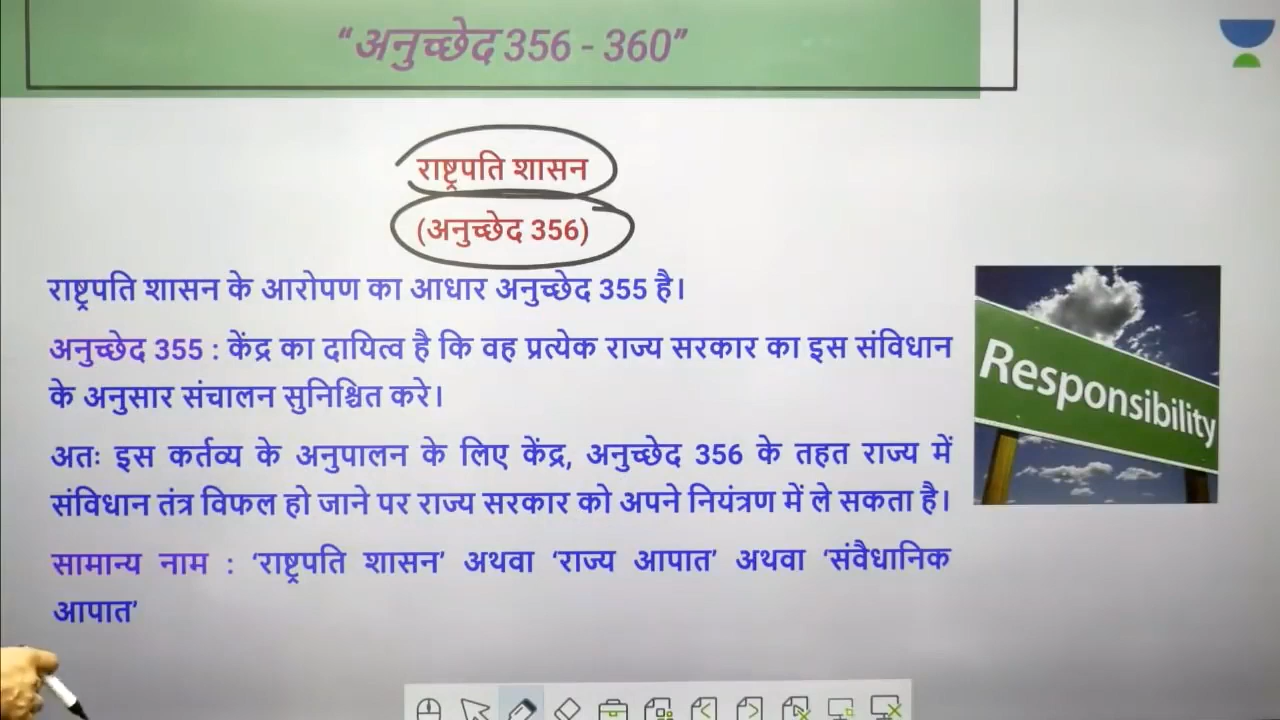 “अनुच्छेद 356 - 360”
राष्ट्रपति शासन
(अनुच्छेद 356)
राष्ट्रपति शासन के आरोपण का आधार अनुच्छेद 355 है।
अनुच्छेद 355 : केंद्र का दायित्व है कि वह प्रत्येक राज्य सरकार का इस संविधान
के अनुसार संचालन सुनिश्चित करे।
Responsibility
अतः इस कर्तव्य के अनुपालन के लिए केंद्र, अनुच्छेद 356 के तहत राज्य में
संविधान तंत्र विफल हो जाने पर राज्य सरकार को अपने नियंत्रण में ले सकता है।
सामान्य नाम : ‘राष्ट्रपति शासन’ अथवा ‘राज्य आपात’ अथवा ‘संवैधानिक
आपात’